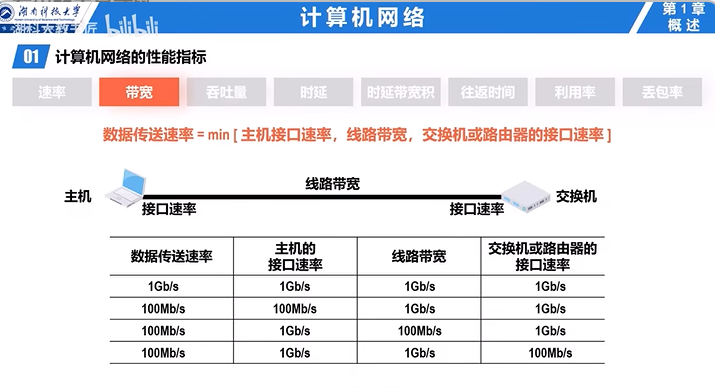 湖南科技大学
计算机网络
第1章
概述
bilibili
01 计算机网络的性能指标
速率 带宽 吞吐量 时延 时延带宽积 往返时间 利用率 丢包率
数据传送速率 = min [ 主机接口速率，线路带宽，交换机或路由器的接口速率 ]
线路带宽
主机 交换机
接口速率 接口速率
数据传送速率 主机的接口速率 线路带宽 交换机或路由器的接口速率
1Gb/s 1Gb/s 1Gb/s 1Gb/s
100Mb/s 100Mb/s 1Gb/s 1Gb/s
100Mb/s 1Gb/s 100Mb/s 1Gb/s
100Mb/s 1Gb/s 1Gb/s 100Mb/s